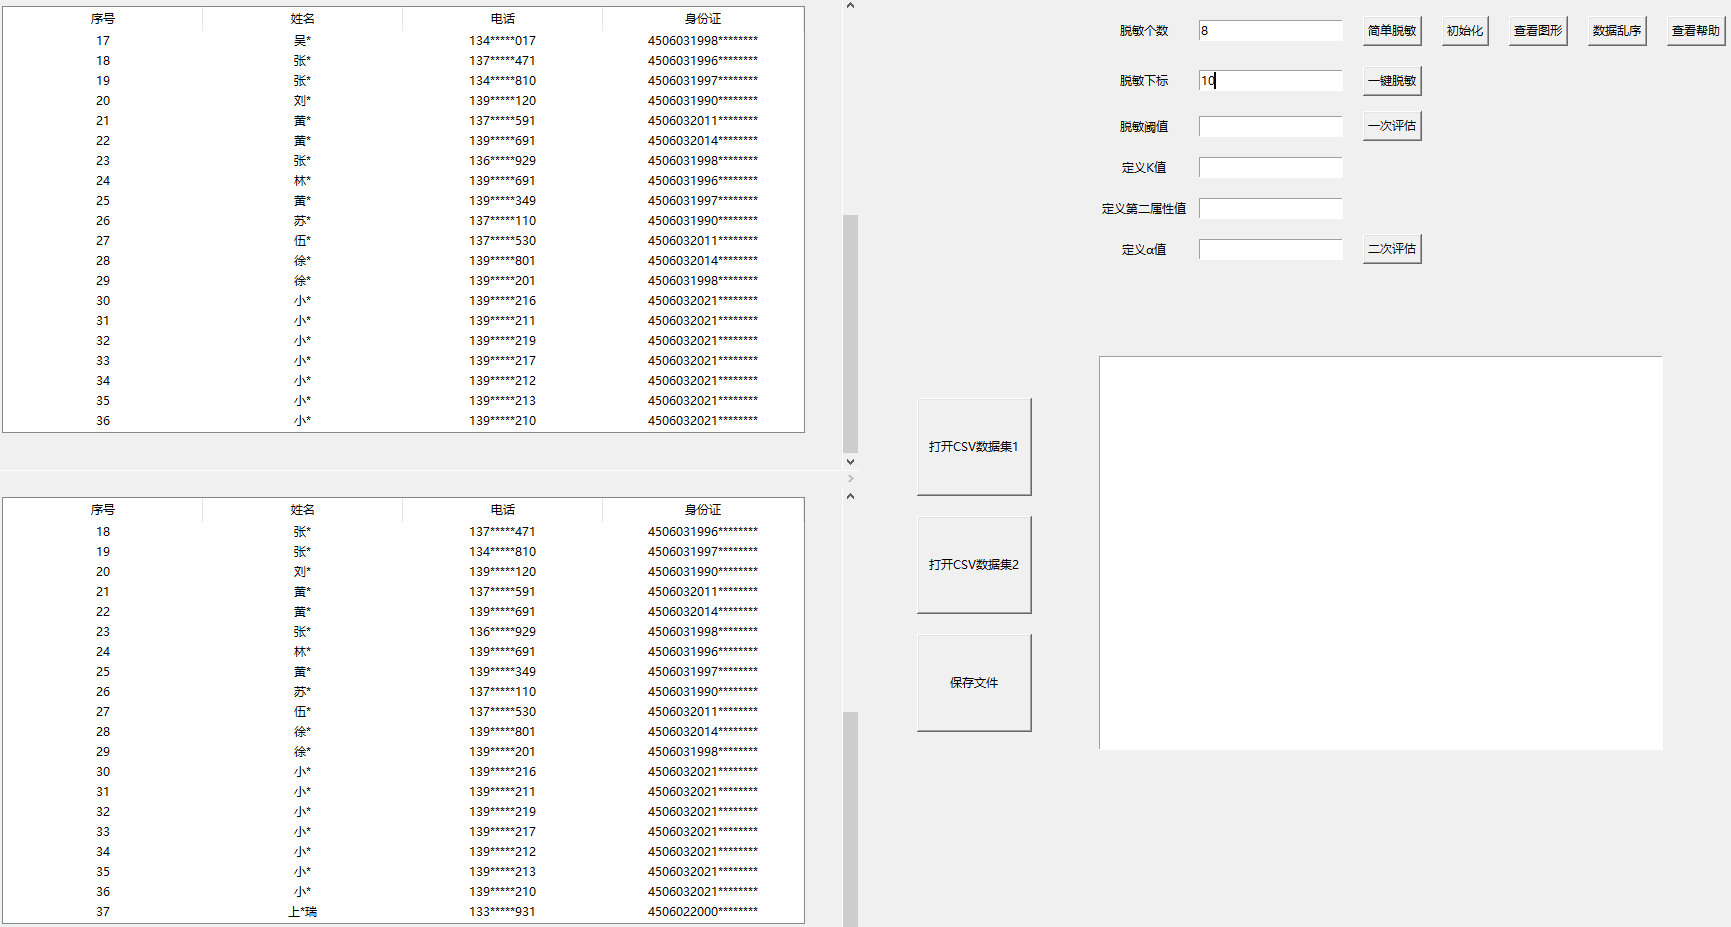 序号 姓名 电话 身份证
17 吴* 134*****017 4506031998********
18 张* 137*****471 4506031996********
19 张* 134*****810 4506031997********
20 刘* 139*****120 4506031990********
21 黄* 137*****591 4506032011********
22 黄* 139*****691 4506032014********
23 张* 136*****929 4506031998********
24 林* 139*****691 4506031996********
25 黄* 139*****349 4506031997********
26 苏* 137*****110 4506031990********
27 伍* 137*****530 4506032011********
28 徐* 139*****801 4506032014********
29 徐* 139*****201 4506031998********
30 小* 139*****216 4506032021********
31 小* 139*****211 4506032021********
32 小* 139*****219 4506032021********
33 小* 139*****217 4506032021********
34 小* 139*****212 4506032021********
35 小* 139*****213 4506032021********
36 小* 139*****210 4506032021********
序号 姓名 电话 身份证
18 张* 137*****471 4506031996********
19 张* 134*****810 4506031997********
20 刘* 139*****120 4506031990********
21 黄* 137*****591 4506032011********
22 黄* 139*****691 4506032014********
23 张* 136*****929 4506031998********
24 林* 139*****691 4506031996********
25 黄* 139*****349 4506031997********
26 苏* 137*****110 4506031990********
27 伍* 137*****530 4506032011********
28 徐* 139*****801 4506032014********
29 徐* 139*****201 4506031998********
30 小* 139*****216 4506032021********
31 小* 139*****211 4506032021********
32 小* 139*****219 4506032021********
33 小* 139*****217 4506032021********
34 小* 139*****212 4506032021********
35 小* 139*****213 4506032021********
36 小* 139*****210 4506032021********
37 上*瑞 133*****931 4506022000********
脱敏个数 8 简单脱敏 初始化 查看图形 数据乱序 查看帮助
脱敏下标 10 一键脱敏
脱敏阈值 一次评估
定义K值
定义第二属性值
定义α值 二次评估
打开CSV数据集1
打开CSV数据集2
保存文件